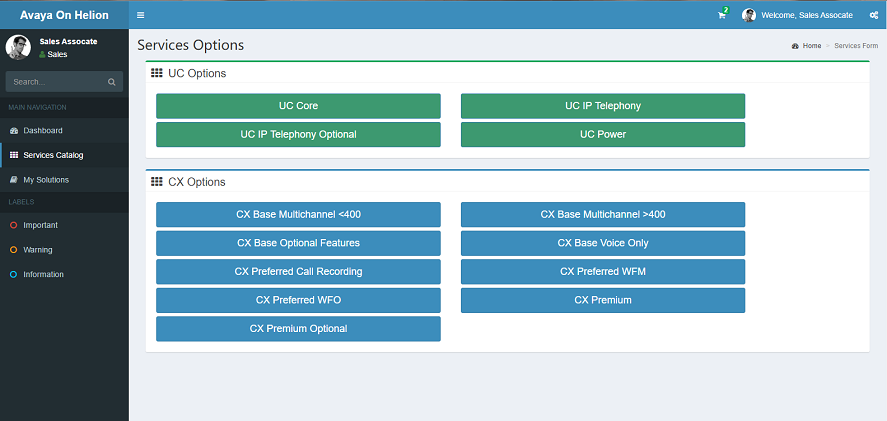 Avaya On Helion
2
Welcome, Sales Assocate
Sales Assocate
Sales
Search...
MAIN NAVIGATION
Dashboard
Services Catalog
My Solutions
LABELS
Important
Warning
Information
Services Options
Home > Services Form
UC Options
UC Core
UC IP Telephony
UC IP Telephony Optional
UC Power
CX Options
CX Base Multichannel <400
CX Base Multichannel >400
CX Base Optional Features
CX Base Voice Only
CX Preferred Call Recording
CX Preferred WFM
CX Preferred WFO
CX Premium
CX Premium Optional